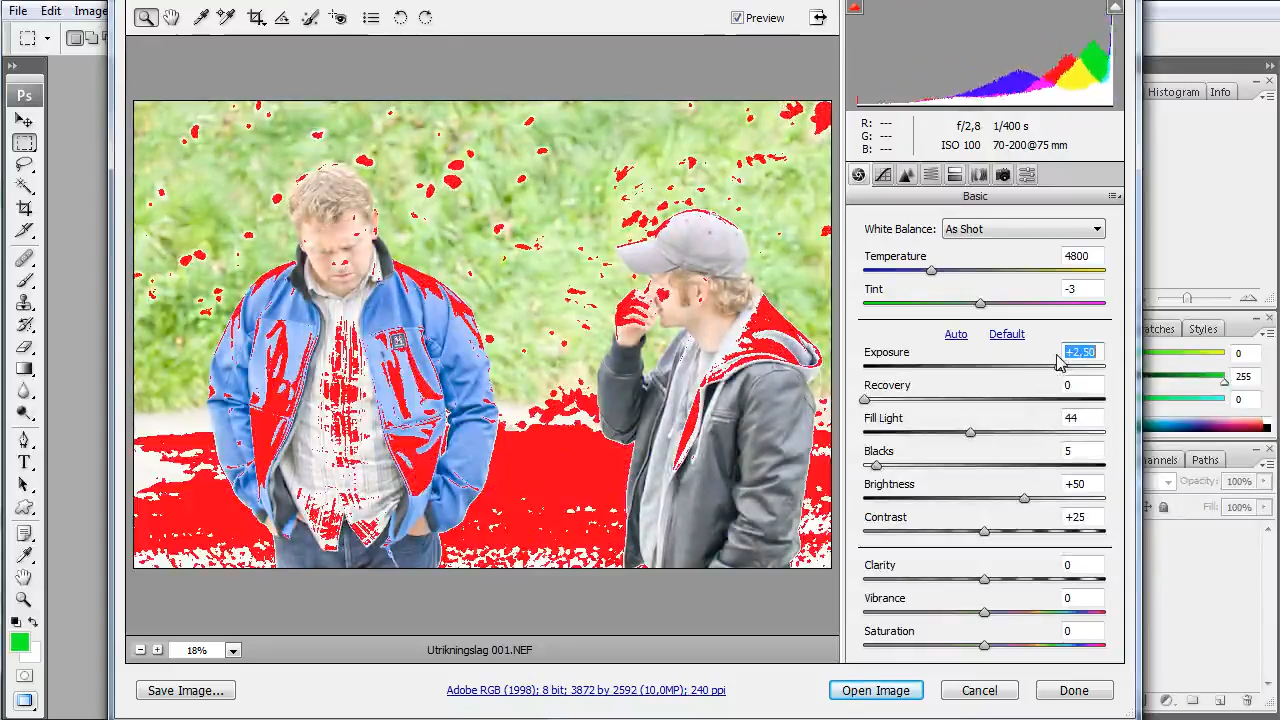 File Edit Image
Preview
Histogram Info
Ps
R: ---
G: ---
B: ---
f/2,8 1/400 s
ISO 100 70-200@75 mm
Basic
White Balance: As Shot
Temperature 4800
Tint -3
Auto Default
Exposure +2,50
Recovery 0
Fill Light 44
Blacks 5
Brightness +50
Contrast +25
Clarity 0
Vibrance 0
Saturation 0
watches Styles
0
255
0
hannels Paths
Opacity: 100%
Fill: 100%
18%
Utrikningslag 001.NEF
Save Image...
Adobe RGB (1998); 8 bit; 3872 by 2592 (10,0MP); 240 ppi
Open Image Cancel Done